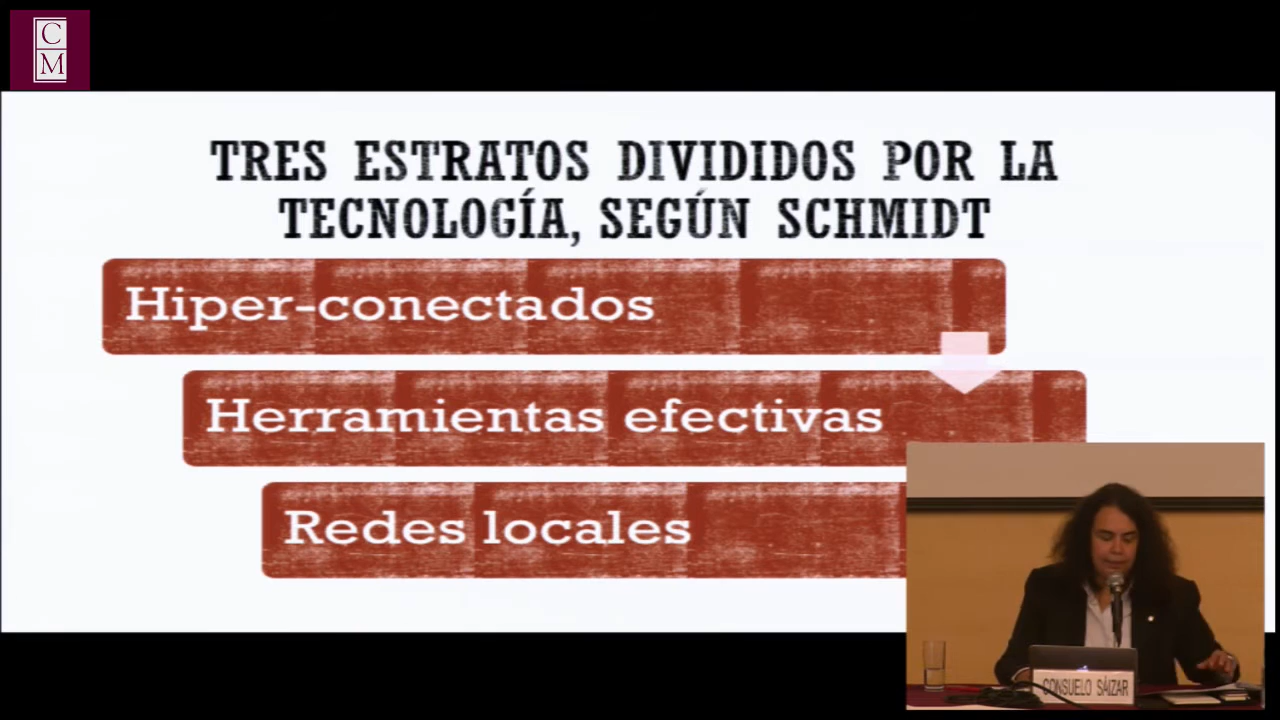 C
M
TRES ESTRATOS DIVIDIDOS POR LA
TECNOLOGÍA, SEGÚN SCHMIDT
Hiper-conectados
Herramientas efectivas
Redes locales
CONSUELO SÁIZAR